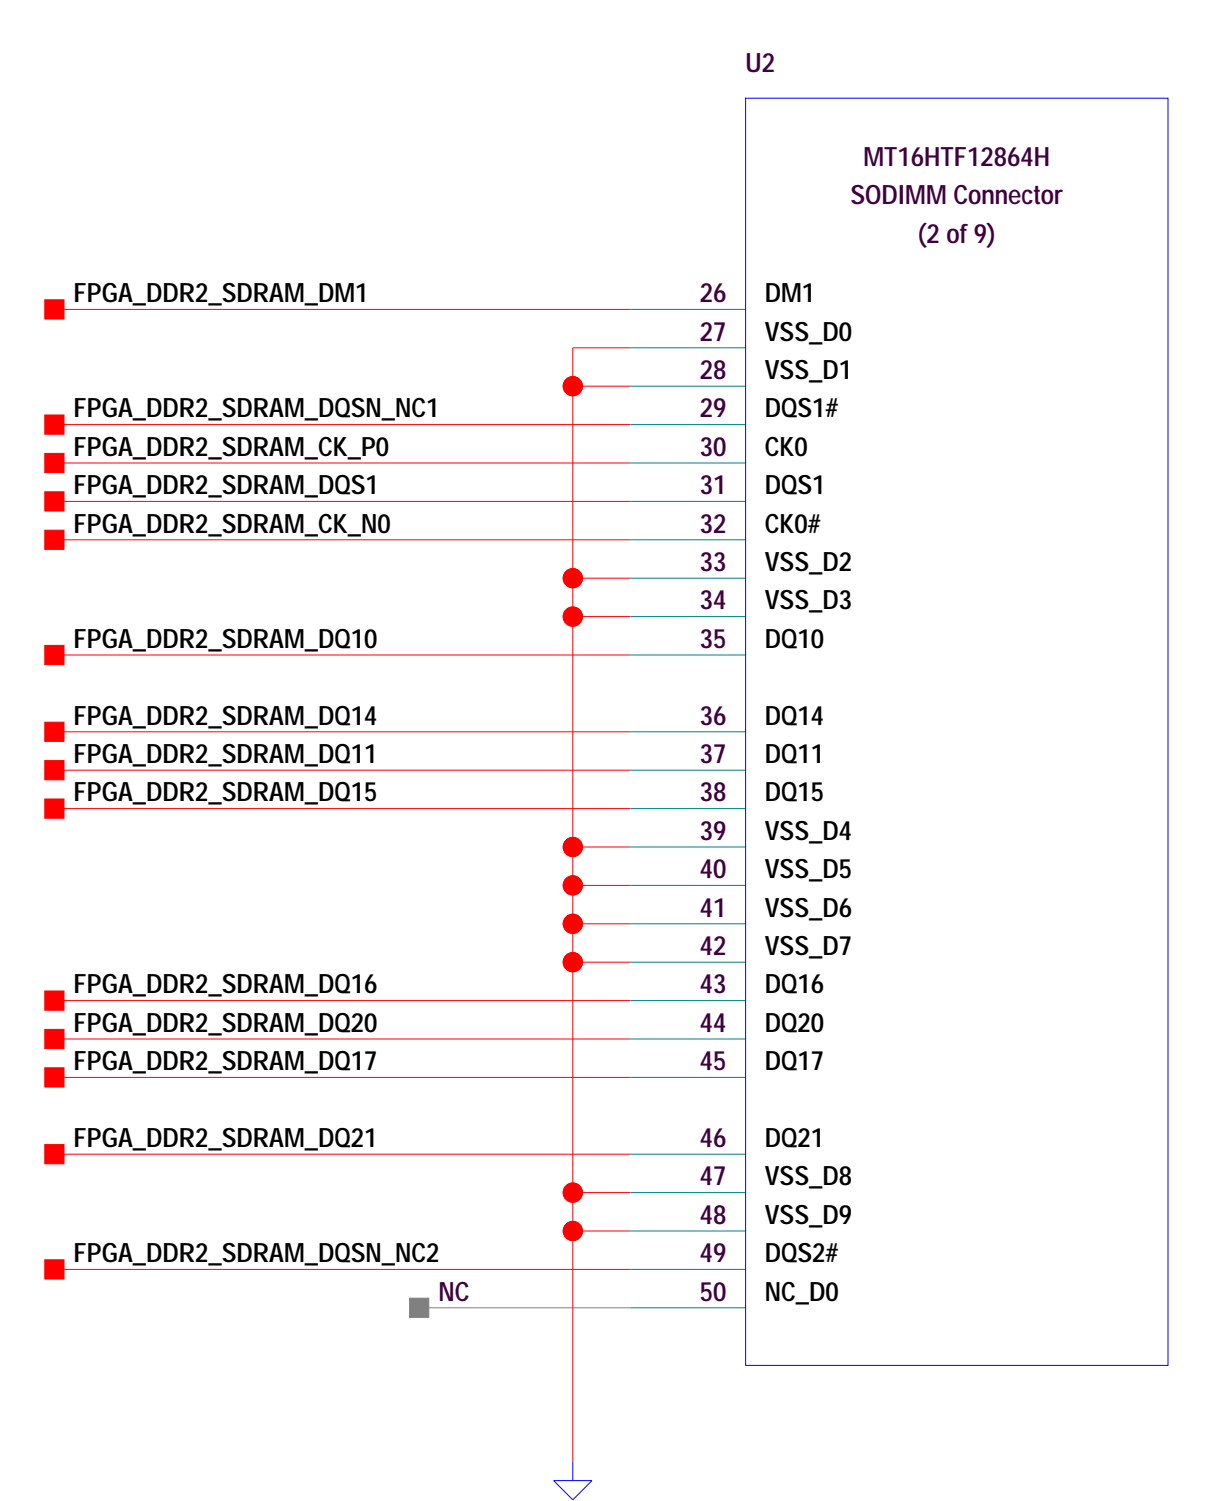 U2
MT16HTF12864H
SODIMM Connector
(2 of 9)
FPGA_DDR2_SDRAM_DM1 26 DM1
27 VSS_D0
28 VSS_D1
FPGA_DDR2_SDRAM_DQSN_NC1 29 DQS1#
FPGA_DDR2_SDRAM_CK_P0 30 CK0
FPGA_DDR2_SDRAM_DQS1 31 DQS1
FPGA_DDR2_SDRAM_CK_N0 32 CK0#
33 VSS_D2
34 VSS_D3
FPGA_DDR2_SDRAM_DQ10 35 DQ10
FPGA_DDR2_SDRAM_DQ14 36 DQ14
FPGA_DDR2_SDRAM_DQ11 37 DQ11
FPGA_DDR2_SDRAM_DQ15 38 DQ15
39 VSS_D4
40 VSS_D5
41 VSS_D6
42 VSS_D7
FPGA_DDR2_SDRAM_DQ16 43 DQ16
FPGA_DDR2_SDRAM_DQ20 44 DQ20
FPGA_DDR2_SDRAM_DQ17 45 DQ17
FPGA_DDR2_SDRAM_DQ21 46 DQ21
47 VSS_D8
48 VSS_D9
FPGA_DDR2_SDRAM_DQSN_NC2 49 DQS2#
NC 50 NC_D0